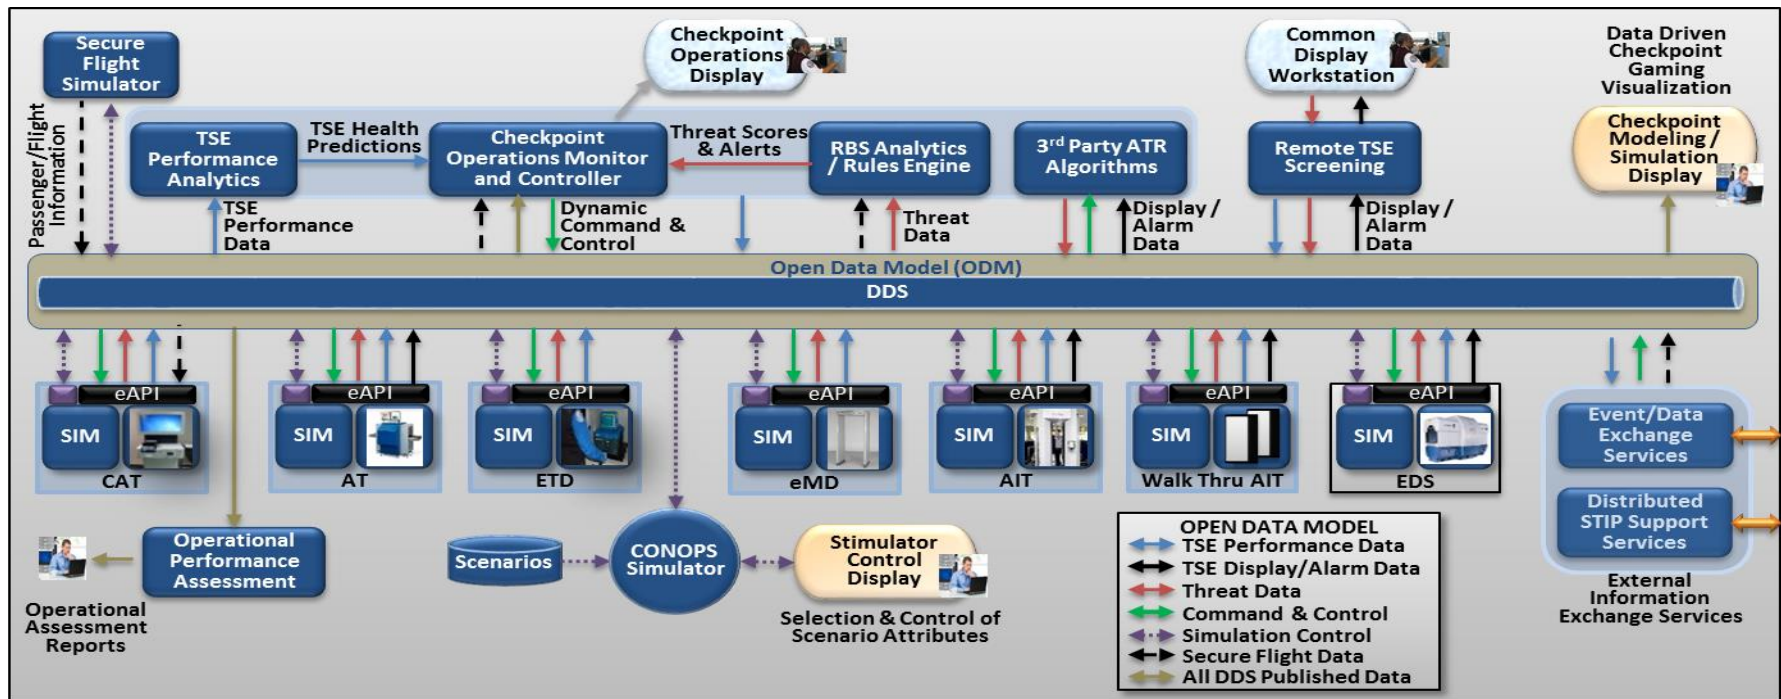 Secure
Flight
Simulator
Checkpoint
Operations
Display
Common
Display
Workstation
Data Driven
Checkpoint
Gaming
Visualization
Passenger/Flight
Information
TSE
Performance
Analytics
TSE Health
Predictions
Checkpoint
Operations Monitor
and Controller
Threat Scores
& Alerts
RBS Analytics
/ Rules Engine
3rd Party ATR
Algorithms
Remote TSE
Screening
Checkpoint
Modeling /
Simulation
Display
TSE
Performance
Data
Dynamic
Command &
Control
Threat
Data
Display /
Alarm
Data
Display /
Alarm
Data
Open Data Model (ODM)
DDS
eAPI
SIM
CAT
eAPI
SIM
AT
eAPI
SIM
ETD
eAPI
SIM
eMD
eAPI
SIM
AIT
eAPI
SIM
Walk Thru AIT
eAPI
SIM
EDS
Event/Data
Exchange
Services
Distributed
STIP Support
Services
External
Information
Exchange Services
Operational
Performance
Assessment
Operational
Assessment
Reports
Scenarios
CONOPS
Simulator
Stimulator
Control
Display
Selection & Control of
Scenario Attributes
OPEN DATA MODEL
TSE Performance Data
TSE Display/Alarm Data
Threat Data
Command & Control
Simulation Control
Secure Flight Data
All DDS Published Data